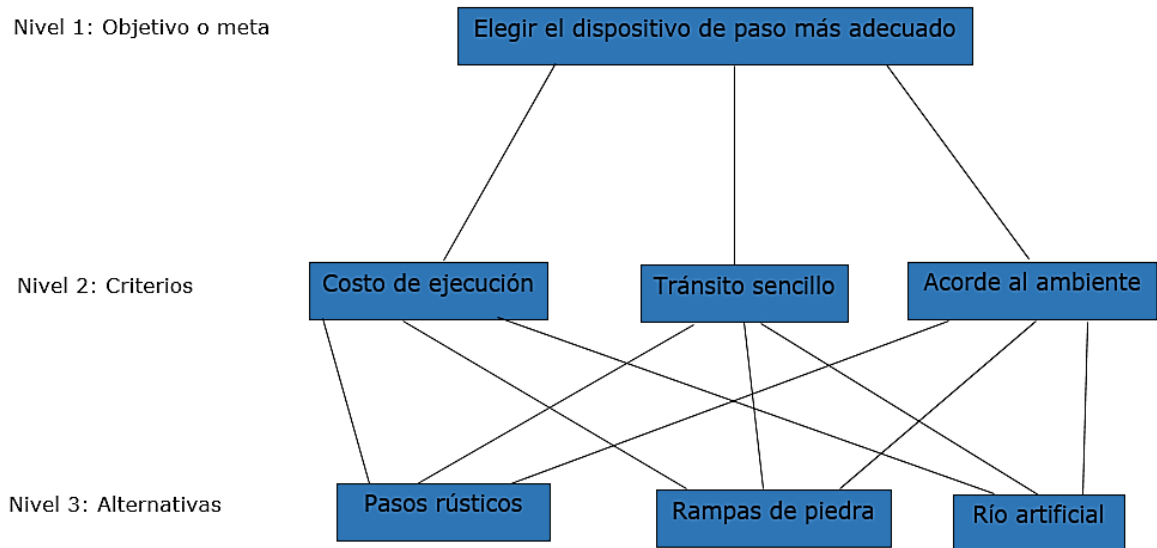 Nivel 1: Objetivo o meta
Elegir el dispositivo de paso más adecuado
Nivel 2: Criterios
Costo de ejecución
Tránsito sencillo
Acorde al ambiente
Nivel 3: Alternativas
Pasos rústicos
Rampas de piedra
Río artificial